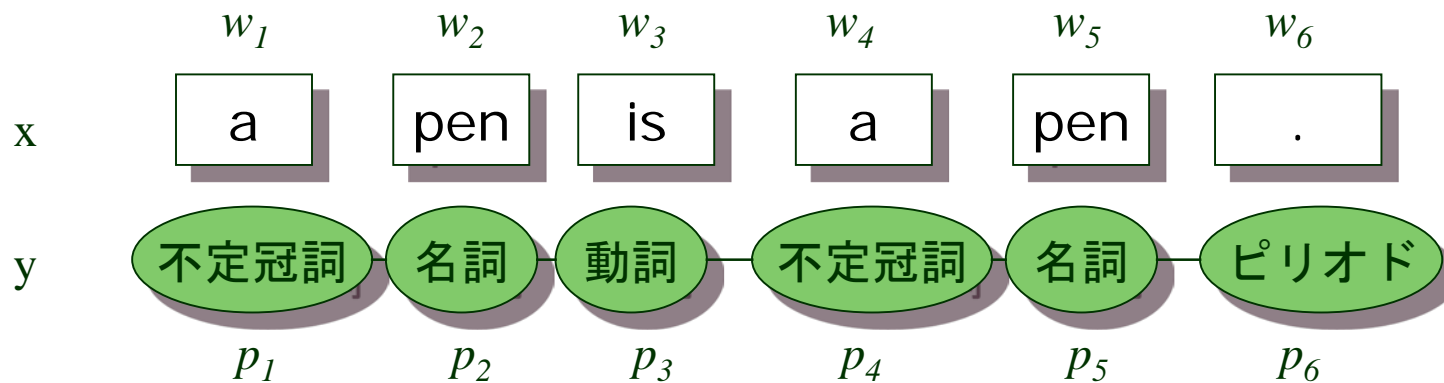 w1 w2 w3 w4 w5 w6
x a pen is a pen .
y 不定冠詞 名詞 動詞 不定冠詞 名詞 ピリオド
p1 p2 p3 p4 p5 p6